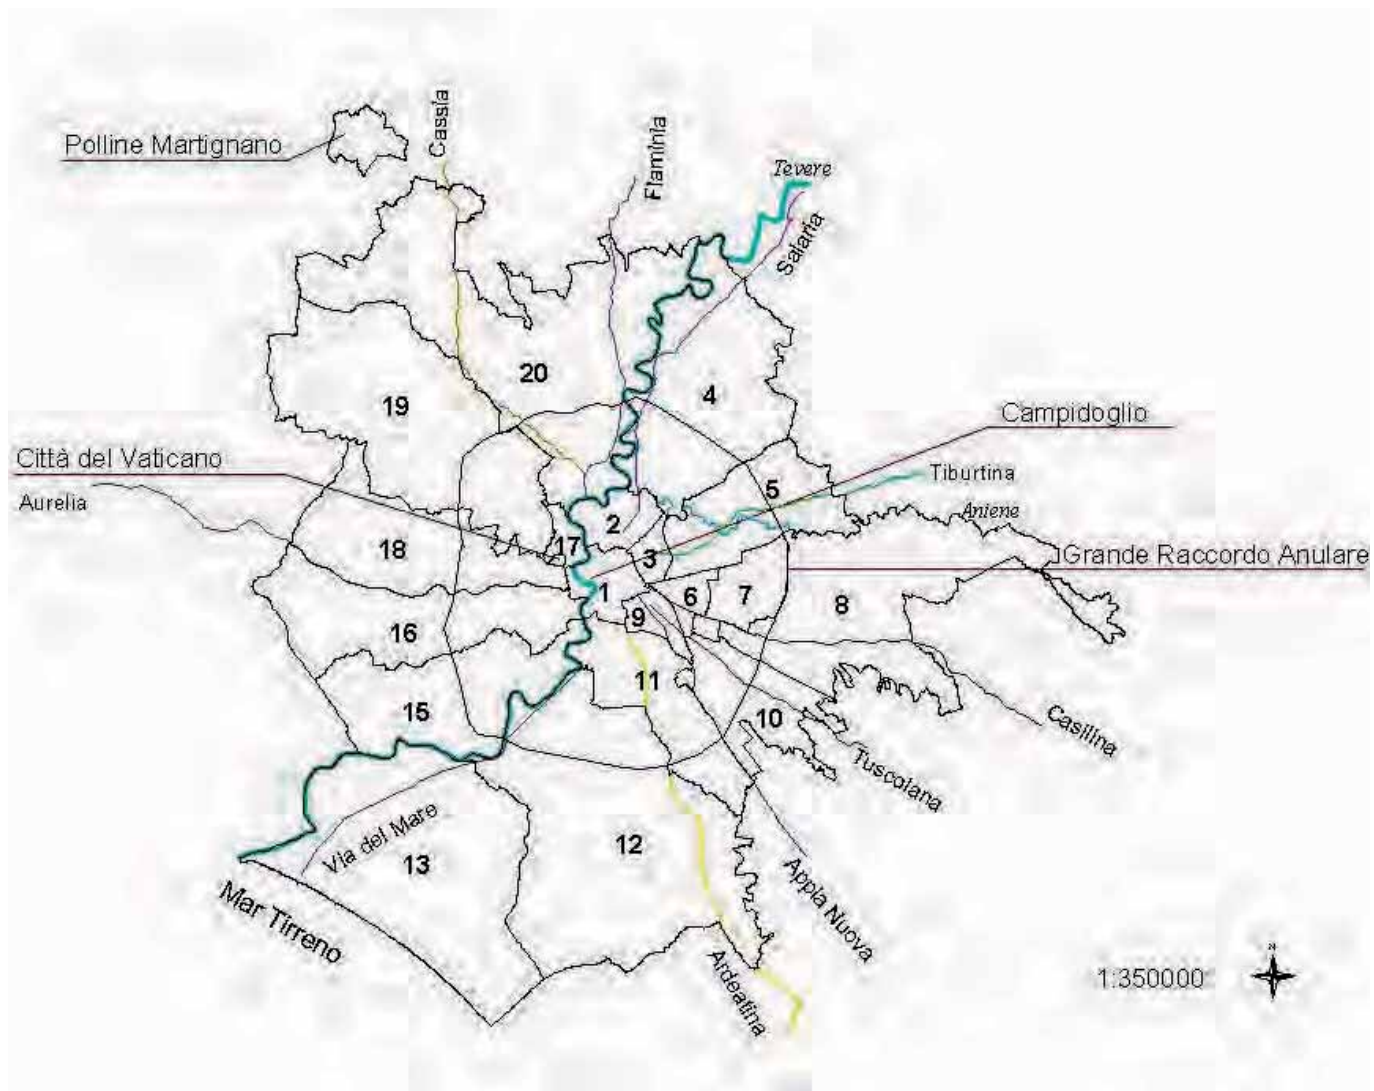 Cassia
Polline Martignano
Flaminia
Tevere
Salaria
20
4
19
Campidoglio
Città del Vaticano
Tiburtina
5
Aurelia
Aniene
2
17
18
3
Grande Raccordo Anulare
1
6
7
8
9
16
11
15
10
Casilina
Tuscolana
Via del Mare
12
13
Appia Nuova
Mar Tirreno
Ardeatina
1:350000
N